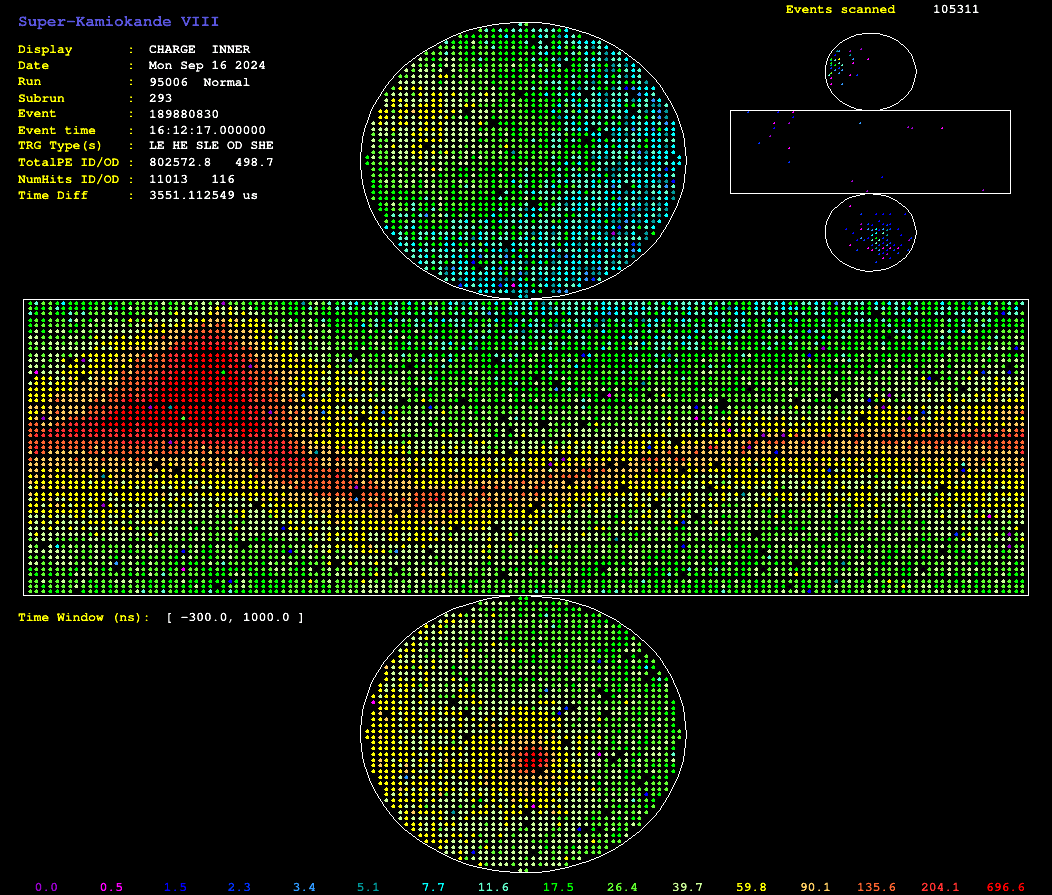 Super-Kamiokande VIII
Events scanned 105311
Display : CHARGE INNER
Date : Mon Sep 16 2024
Run : 95006 Normal
Subrun : 293
Event : 189880830
Event time : 16:12:17.000000
TRG Type(s) : LE HE SLE OD SHE
TotalPE ID/OD : 802572.8 498.7
NumHits ID/OD : 11013 116
Time Diff : 3551.112549 us
Time Window (ns): [ -300.0, 1000.0 ]
0.0 0.5 1.5 2.3 3.4 5.1 7.7 11.6 17.5 26.4 39.7 59.8 90.1 135.6 204.1 696.6